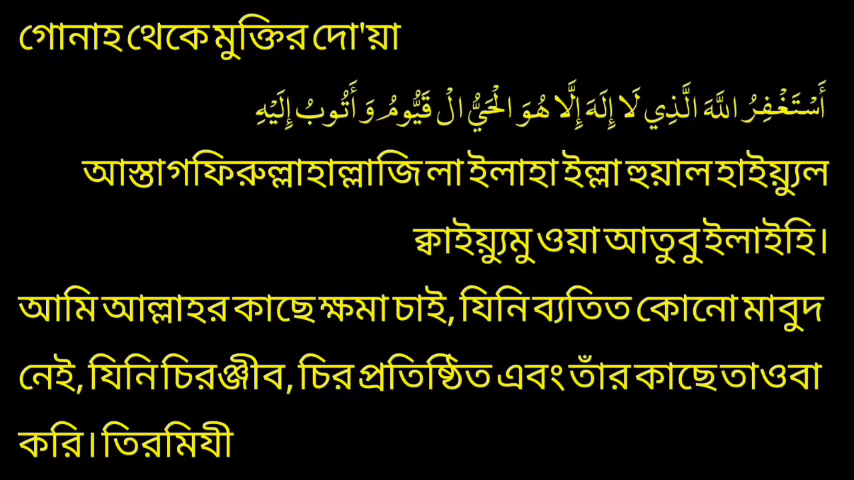 গোনাহ থেকে মুক্তির দো'য়া
أَسْتَغْفِرُ اللَّهَ الَّذِي لَا إِلَهَ إِلَّا هُوَ الْحَيُّ الْ قَيُّومُ وَ أَتُوبُ إِلَيْهِ
আস্তাগফিরুল্লাহাল্লাজি লা ইলাহা ইল্লা হুয়াল হাইয়্যুল
ক্বাইয়্যুমু ওয়া আতুবু ইলাইহি।
আমি আল্লাহর কাছে ক্ষমা চাই, যিনি ব্যতিত কোনো মাবুদ
নেই, যিনি চিরঞ্জীব, চির প্রতিষ্ঠিত এবং তাঁর কাছে তাওবা
করি। তিরমিযী